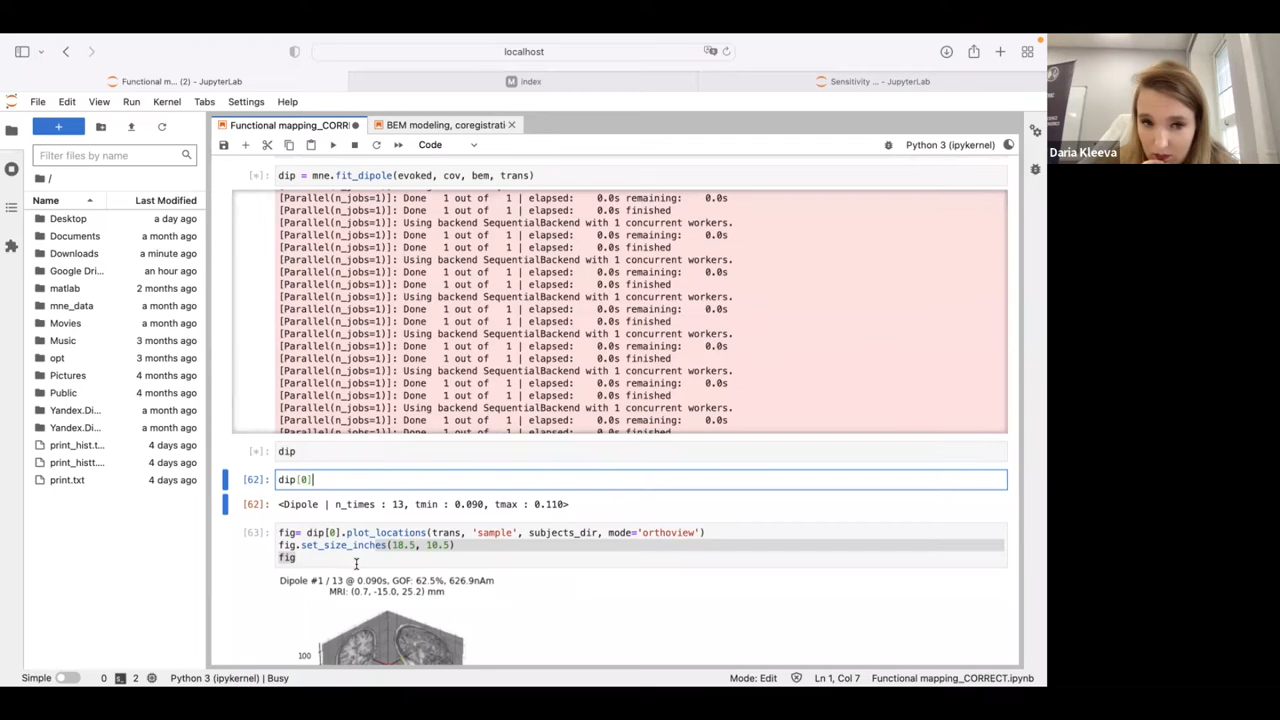 localhost
Functional m... (2) - JupyterLab
index
Sensitivity ... - JupyterLab
File Edit View Run Kernel Tabs Settings Help
Daria Kleeva
Functional mapping_CORR
BEM modeling, coregistrati
Code
Python 3 (ipykernel)
Filter files by name
/
Name Last Modified
Desktop a day ago
Documents a month ago
Downloads a minute ago
Google Dri... an hour ago
matlab 2 months ago
mne_data a month ago
Movies a month ago
Music 3 months ago
opt 3 months ago
Pictures 4 months ago
Public 4 months ago
Yandex.Di... a month ago
Yandex.Di... a month ago
print_hist.t... 4 days ago
print_histt.... 4 days ago
print.txt 4 days ago
[*]: dip = mne.fit_dipole(evoked, cov, bem, trans)
[Parallel(n_jobs=1)]: Done 1 out of 1 | elapsed: 0.0s remaining: 0.0s
[Parallel(n_jobs=1)]: Done 1 out of 1 | elapsed: 0.0s finished
[Parallel(n_jobs=1)]: Using backend SequentialBackend with 1 concurrent workers.
[Parallel(n_jobs=1)]: Done 1 out of 1 | elapsed: 0.0s remaining: 0.0s
[Parallel(n_jobs=1)]: Done 1 out of 1 | elapsed: 0.0s finished
[Parallel(n_jobs=1)]: Using backend SequentialBackend with 1 concurrent workers.
[Parallel(n_jobs=1)]: Done 1 out of 1 | elapsed: 0.0s remaining: 0.0s
[Parallel(n_jobs=1)]: Done 1 out of 1 | elapsed: 0.0s finished
[Parallel(n_jobs=1)]: Using backend SequentialBackend with 1 concurrent workers.
[Parallel(n_jobs=1)]: Done 1 out of 1 | elapsed: 0.0s remaining: 0.0s
[Parallel(n_jobs=1)]: Done 1 out of 1 | elapsed: 0.0s finished
[Parallel(n_jobs=1)]: Using backend SequentialBackend with 1 concurrent workers.
[Parallel(n_jobs=1)]: Done 1 out of 1 | elapsed: 0.0s remaining: 0.0s
[Parallel(n_jobs=1)]: Done 1 out of 1 | elapsed: 0.0s finished
[Parallel(n_jobs=1)]: Using backend SequentialBackend with 1 concurrent workers.
[Parallel(n_jobs=1)]: Done 1 out of 1 | elapsed: 0.0s remaining: 0.0s
[Parallel(n_jobs=1)]: Done 1 out of 1 | elapsed: 0.0s finished
[Parallel(n_jobs=1)]: Using backend SequentialBackend with 1 concurrent workers.
[Parallel(n_jobs=1)]: Done 1 out of 1 | elapsed: 0.0s remaining: 0.0s
[*]: dip
[62]: dip[0]
[62]: <Dipole | n_times : 13, tmin : 0.090, tmax : 0.110>
[63]: fig= dip[0].plot_locations(trans, 'sample', subjects_dir, mode='orthoview')
fig.set_size_inches(18.5, 10.5)
fig
Dipole #1 / 13 @ 0.090s, GOF: 62.5%, 626.9nAm
MRI: (0.7, -15.0, 25.2) mm
100
Simple 0 2 Python 3 (ipykernel) | Busy
Mode: Edit Ln 1, Col 7 Functional mapping_CORRECT.ipynb